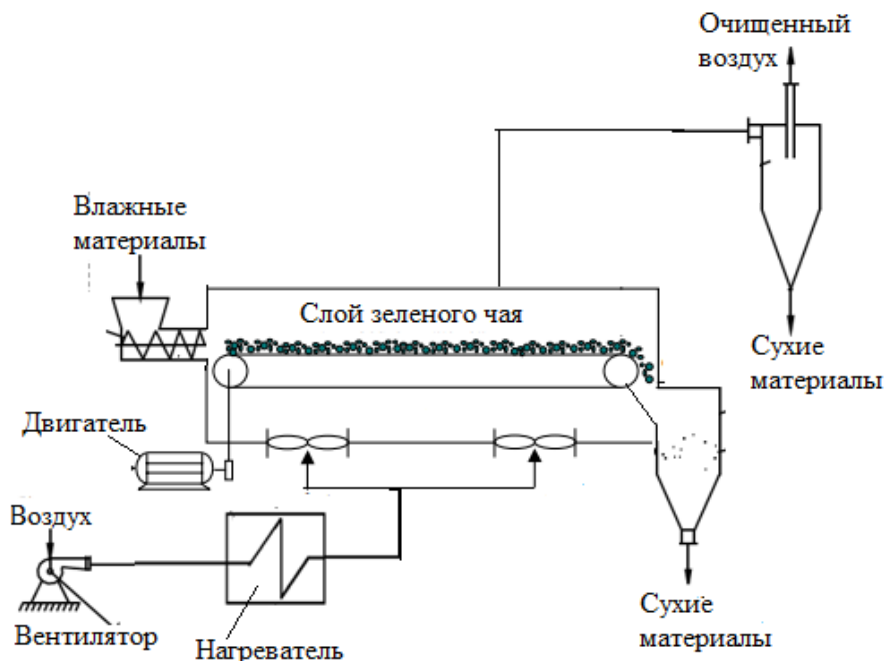 Очищенный
воздух
Влажные
материалы
Слой зеленого чая
Сухие
материалы
Двигатель
Воздух
Вентилятор
Нагреватель
Сухие
материалы